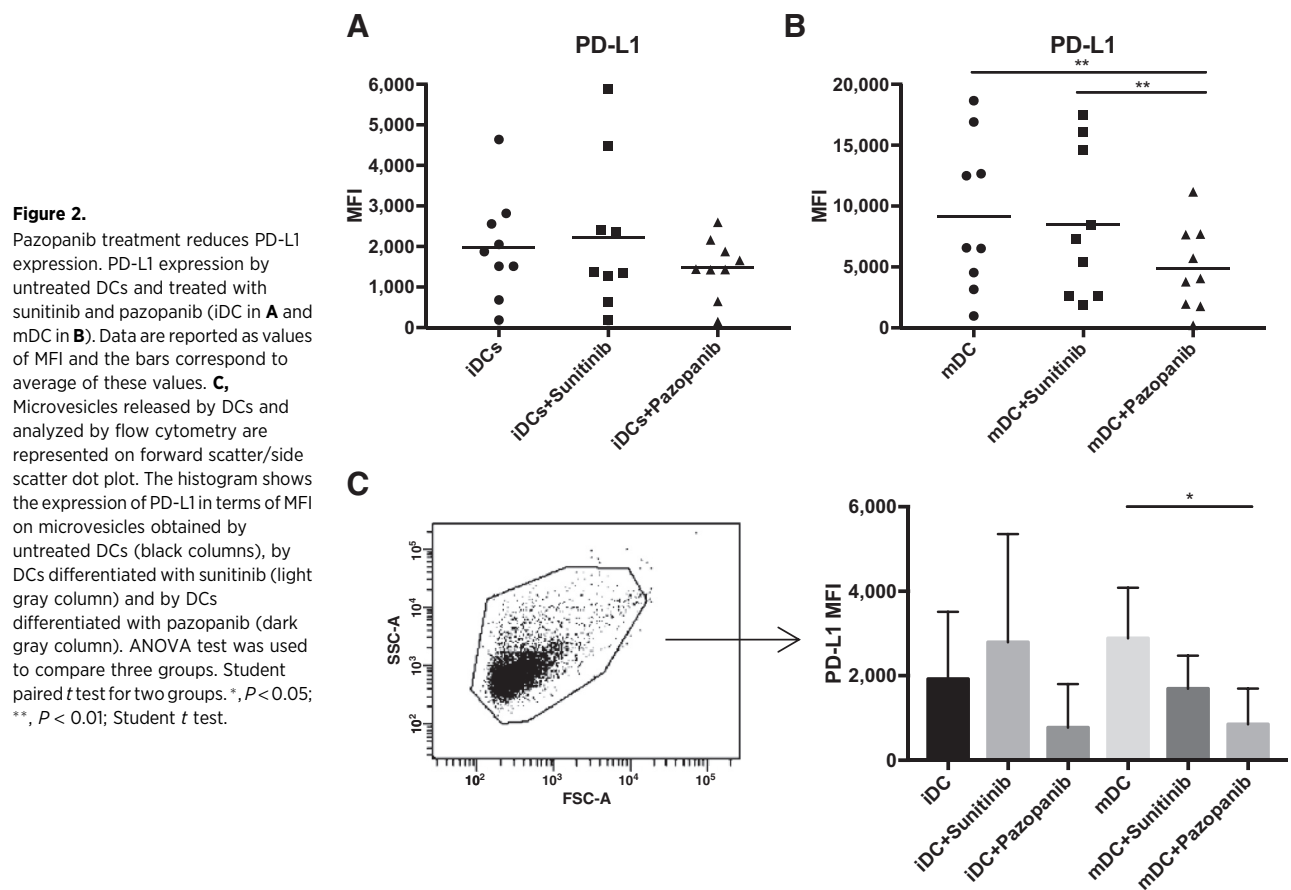 Figure 2.
Pazopanib treatment reduces PD-L1
expression. PD-L1 expression by
untreated DCs and treated with
sunitinib and pazopanib (iDC in A and
mDC in B). Data are reported as values
of MFI and the bars correspond to
average of these values. C,
Microvesicles released by DCs and
analyzed by flow cytometry are
represented on forward scatter/side
scatter dot plot. The histogram shows
the expression of PD-L1 in terms of MFI
on microvesicles obtained by
untreated DCs (black columns), by
DCs differentiated with sunitinib (light
gray column) and by DCs
differentiated with pazopanib (dark
gray column). ANOVA test was used
to compare three groups. Student
paired t test for two groups. *, P < 0.05;
**, P < 0.01; Student t test.
A
PD-L1
MFI
6,000
5,000
4,000
3,000
2,000
1,000
0
iDCs
iDCs+Sunitinib
iDCs+Pazopanib
B
PD-L1
**
**
MFI
20,000
15,000
10,000
5,000
0
mDC
mDC+Sunitinib
mDC+Pazopanib
C
SSC-A
10^5
10^4
10^3
10^2
10^2
10^3
10^4
10^5
FSC-A
PD-L1 MFI
6,000
4,000
2,000
0
*
iDC
iDC+Sunitinib
iDC+Pazopanib
mDC
mDC+Sunitinib
mDC+Pazopanib